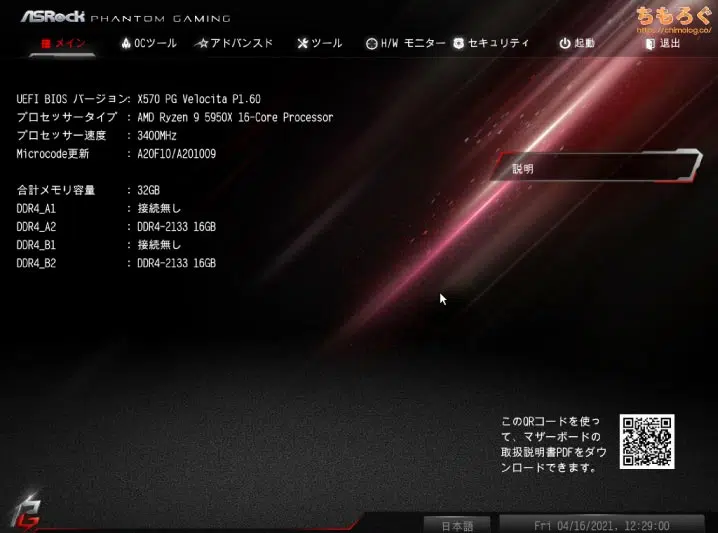 ASRock PHANTOM GAMING
ちもろぐ
https://chimolog.co/
メイン OCツール アドバンスド ツール H/W モニター セキュリティ 起動 退出
UEFI BIOS バージョン: X570 PG Velocita P1.60
プロセッサータイプ : AMD Ryzen 9 5950X 16-Core Processor
プロセッサー速度 : 3400MHz
Microcode更新 : A20F10/A201009
説明
合計メモリ容量 : 32GB
DDR4_A1 : 接続無し
DDR4_A2 : DDR4-2133 16GB
DDR4_B1 : 接続無し
DDR4_B2 : DDR4-2133 16GB
このQRコードを使っ
て、マザーボードの
取扱説明書PDFをダウ
ンロードできます。
日本語 Fri 04/16/2021, 12:29:00